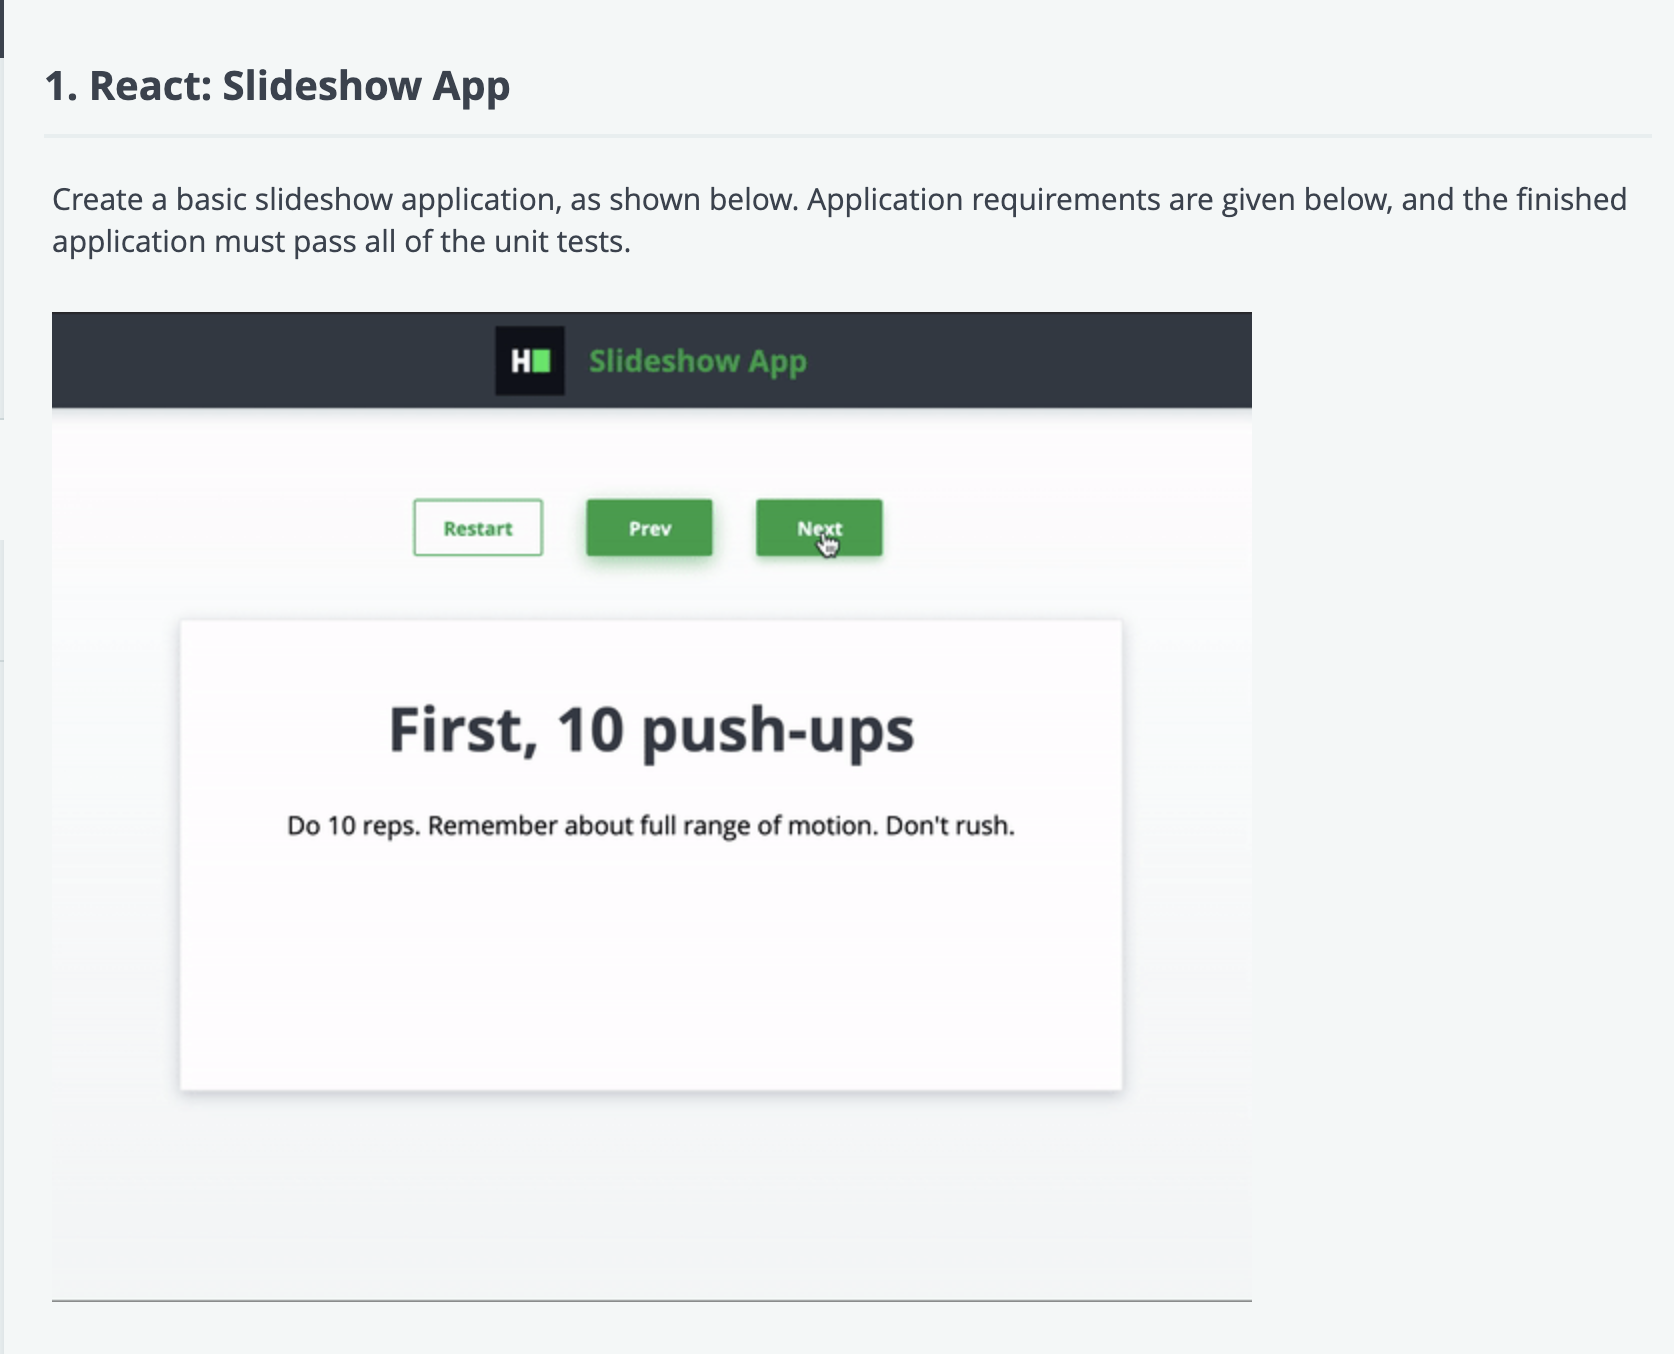 1. React: Slideshow App
Create a basic slideshow application, as shown below. Application requirements are given below, and the finished
application must pass all of the unit tests.
H
Slideshow App
Restart
Prev
Next
First, 10 push-ups
Do 10 reps. Remember about full range of motion. Don't rush.